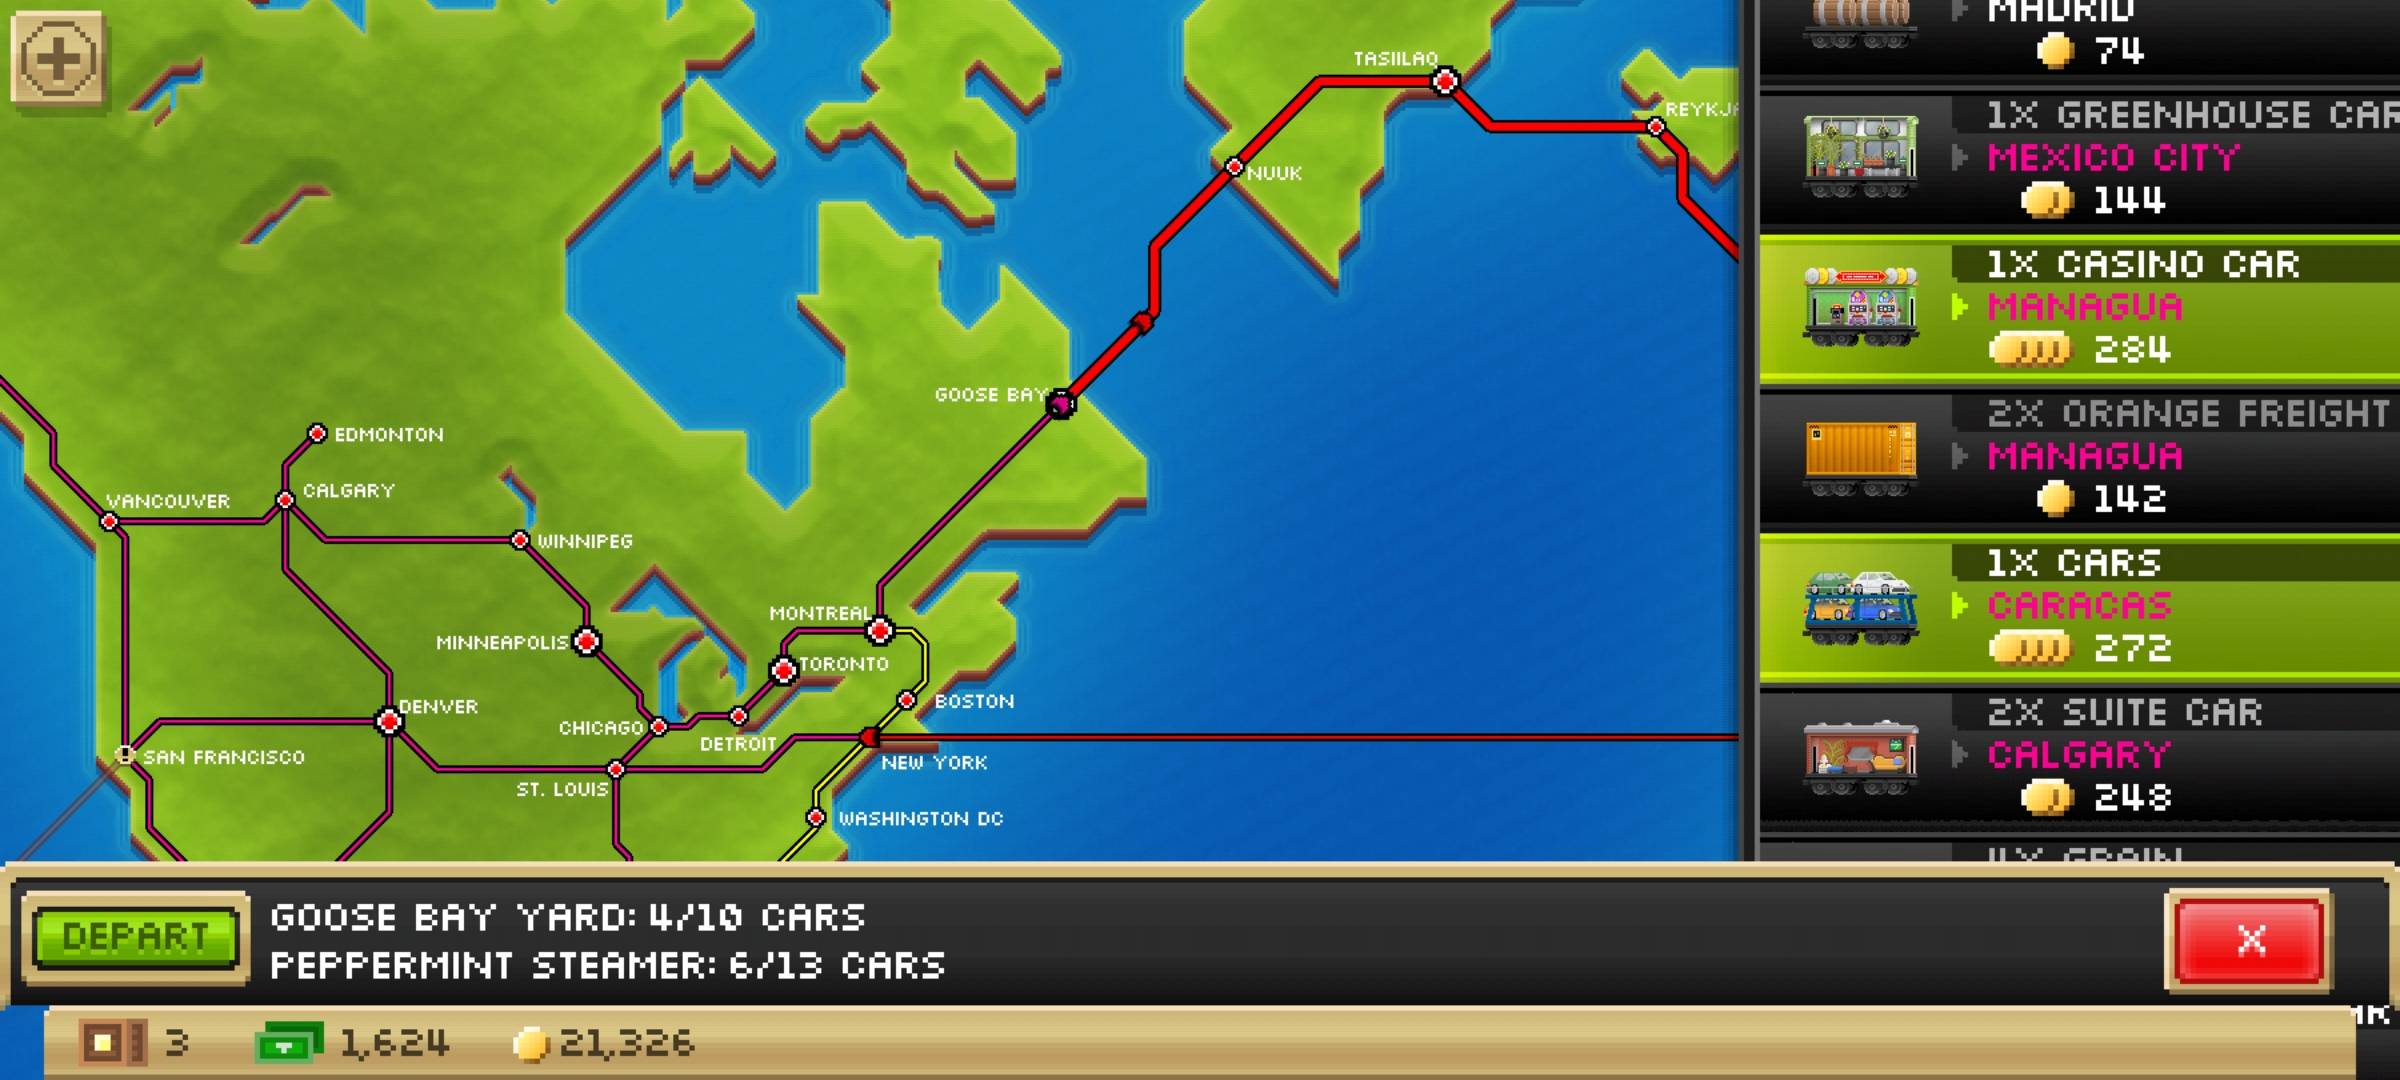 MADRID
74
TASIILAQ
REYKJA
1X GREENHOUSE CAR
MEXICO CITY
144
NUUK
1X CASINO CAR
MANAGUA
284
GOOSE BAY
2X ORANGE FREIGHT
MANAGUA
142
EDMONTON
CALGARY
VANCOUVER
WINNIPEG
1X CARS
CARACAS
272
MONTREAL
MINNEAPOLIS
TORONTO
BOSTON
DENVER
CHICAGO
DETROIT
2X SUITE CAR
CALGARY
248
SAN FRANCISCO
NEW YORK
ST. LOUIS
WASHINGTON DC
4X GRAIN
DEPART
GOOSE BAY YARD: 4/10 CARS
PEPPERMINT STEAMER: 6/13 CARS
X
3
1,624
21,326